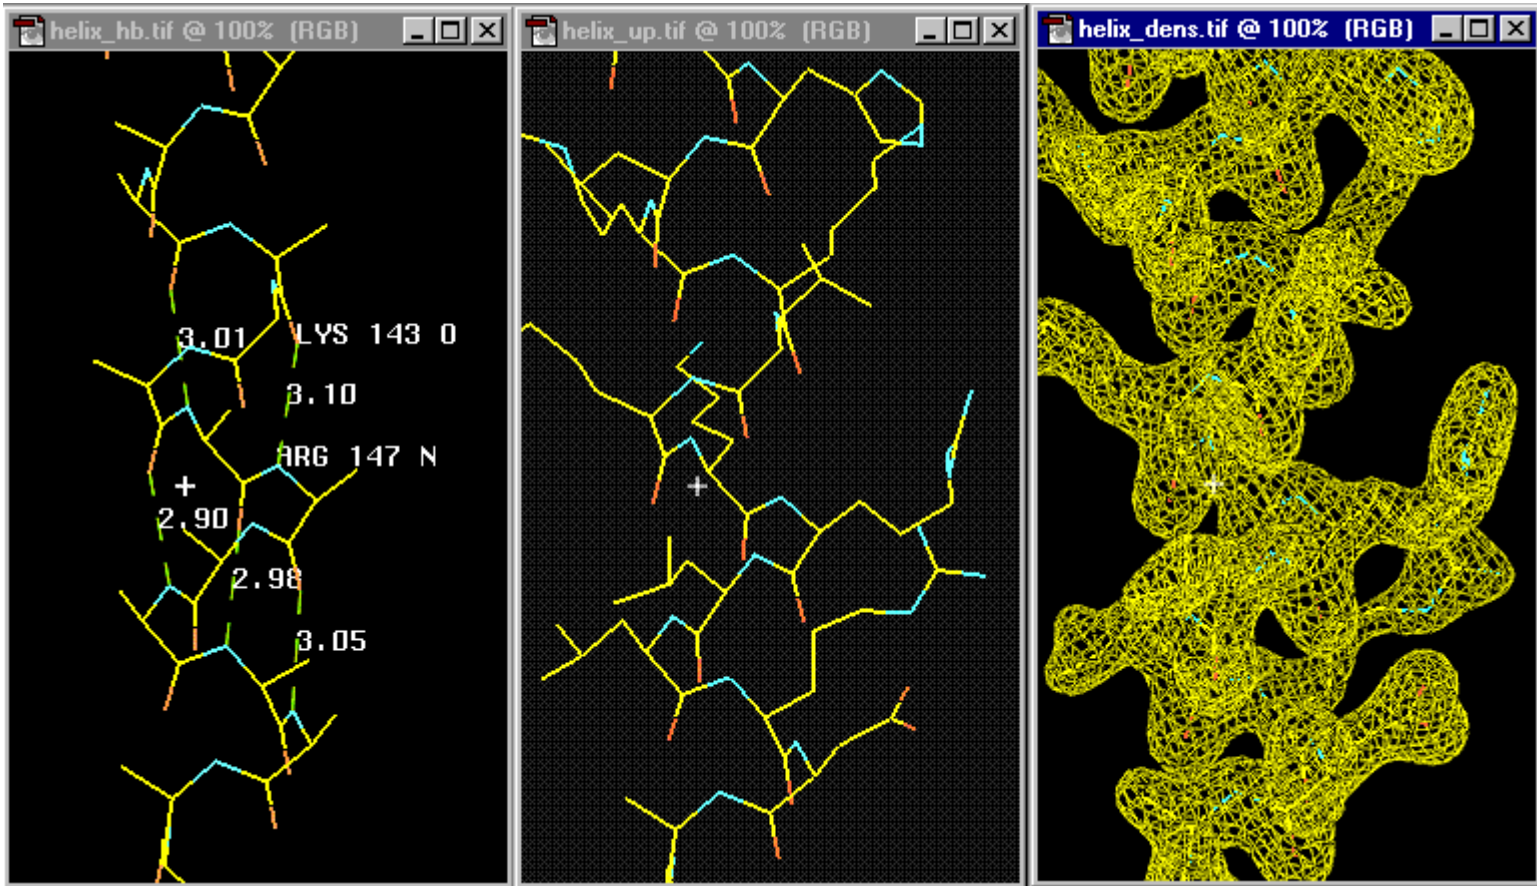 helix_hb.tif @ 100% (RGB)
helix_up.tif @ 100% (RGB)
helix_dens.tif @ 100% (RGB)
3.01
LYS 143 O
3.10
ARG 147 N
2.90
2.98
3.05